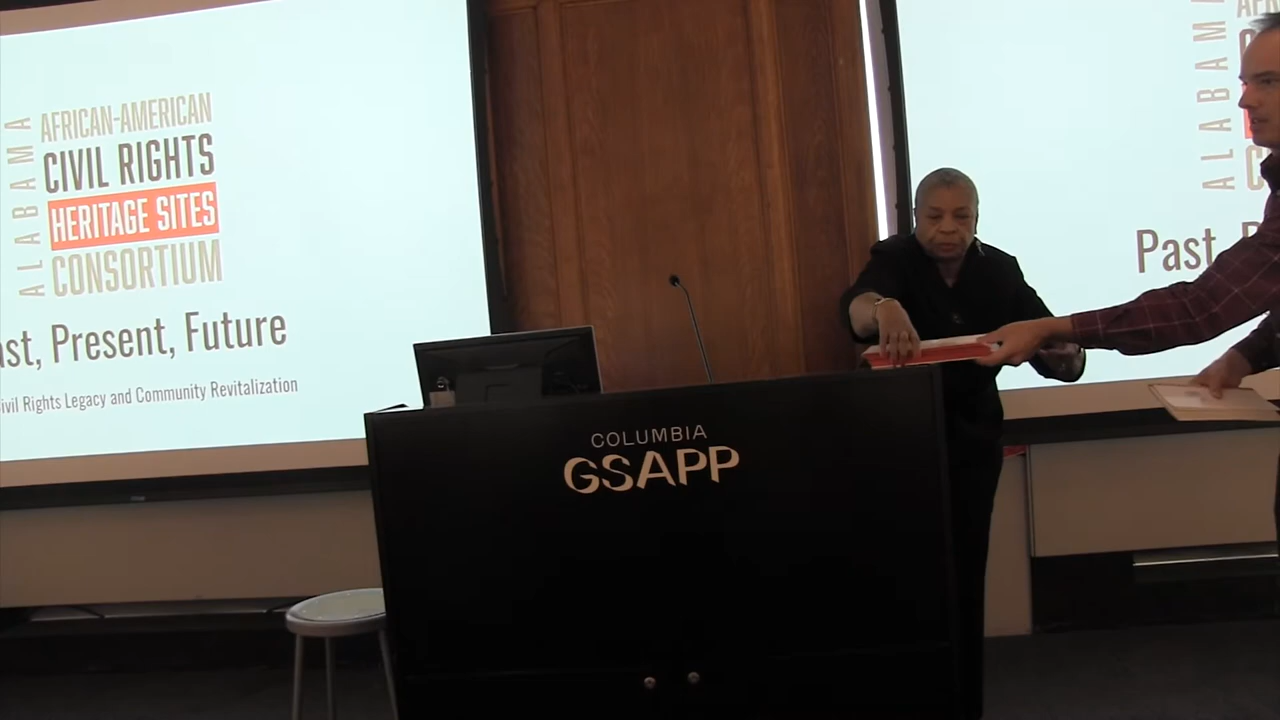 ALABAMA
AFRICAN-AMERICAN
CIVIL RIGHTS
HERITAGE SITES
CONSORTIUM
ast, Present, Future
ivil Rights Legacy and Community Revitalization
COLUMBIA
GSAPP
ALABAMA
AFR
C
Past,